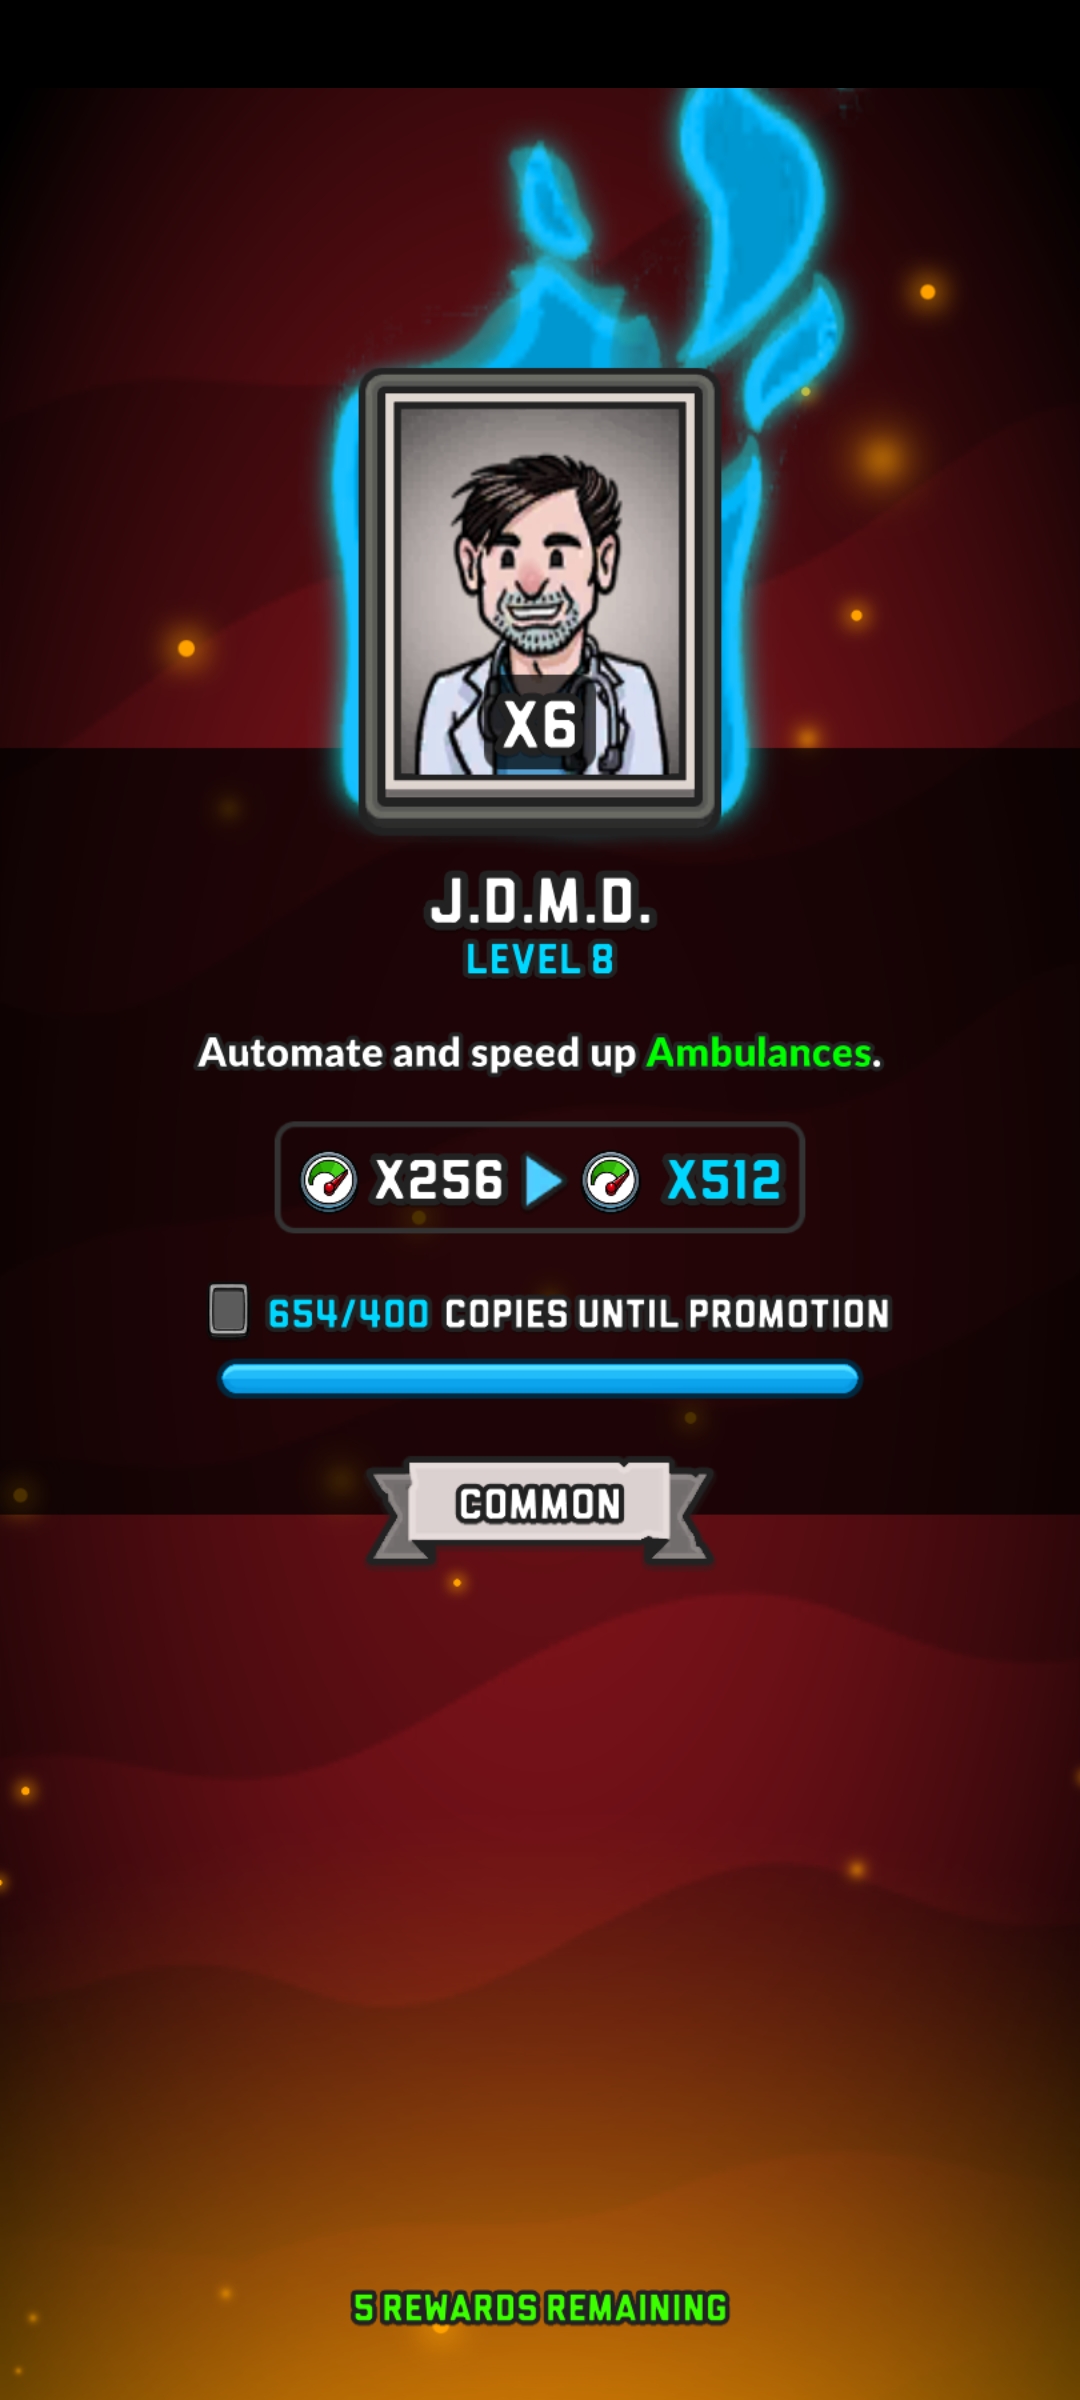 X6
J.D.M.D.
LEVEL 8
Automate and speed up Ambulances.
X256 X512
654/400 COPIES UNTIL PROMOTION
COMMON
5 REWARDS REMAINING